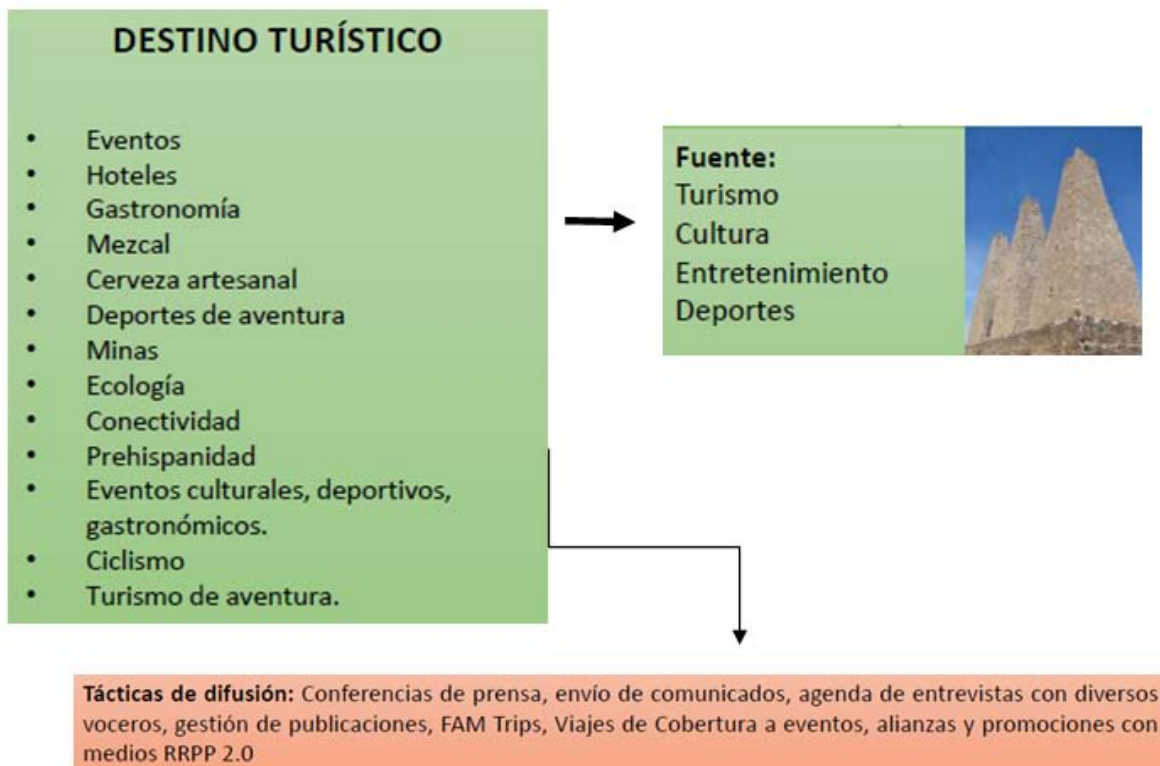 DESTINO TURÍSTICO
• Eventos
• Hoteles
• Gastronomía
• Mezcal
• Cerveza artesanal
• Deportes de aventura
• Minas
• Ecología
• Conectividad
• Prehispanidad
• Eventos culturales, deportivos,
gastronómicos.
• Ciclismo
• Turismo de aventura.
Fuente:
Turismo
Cultura
Entretenimiento
Deportes
Tácticas de difusión: Conferencias de prensa, envío de comunicados, agenda de entrevistas con diversos
voceros, gestión de publicaciones, FAM Trips, Viajes de Cobertura a eventos, alianzas y promociones con
medios RRPP 2.0